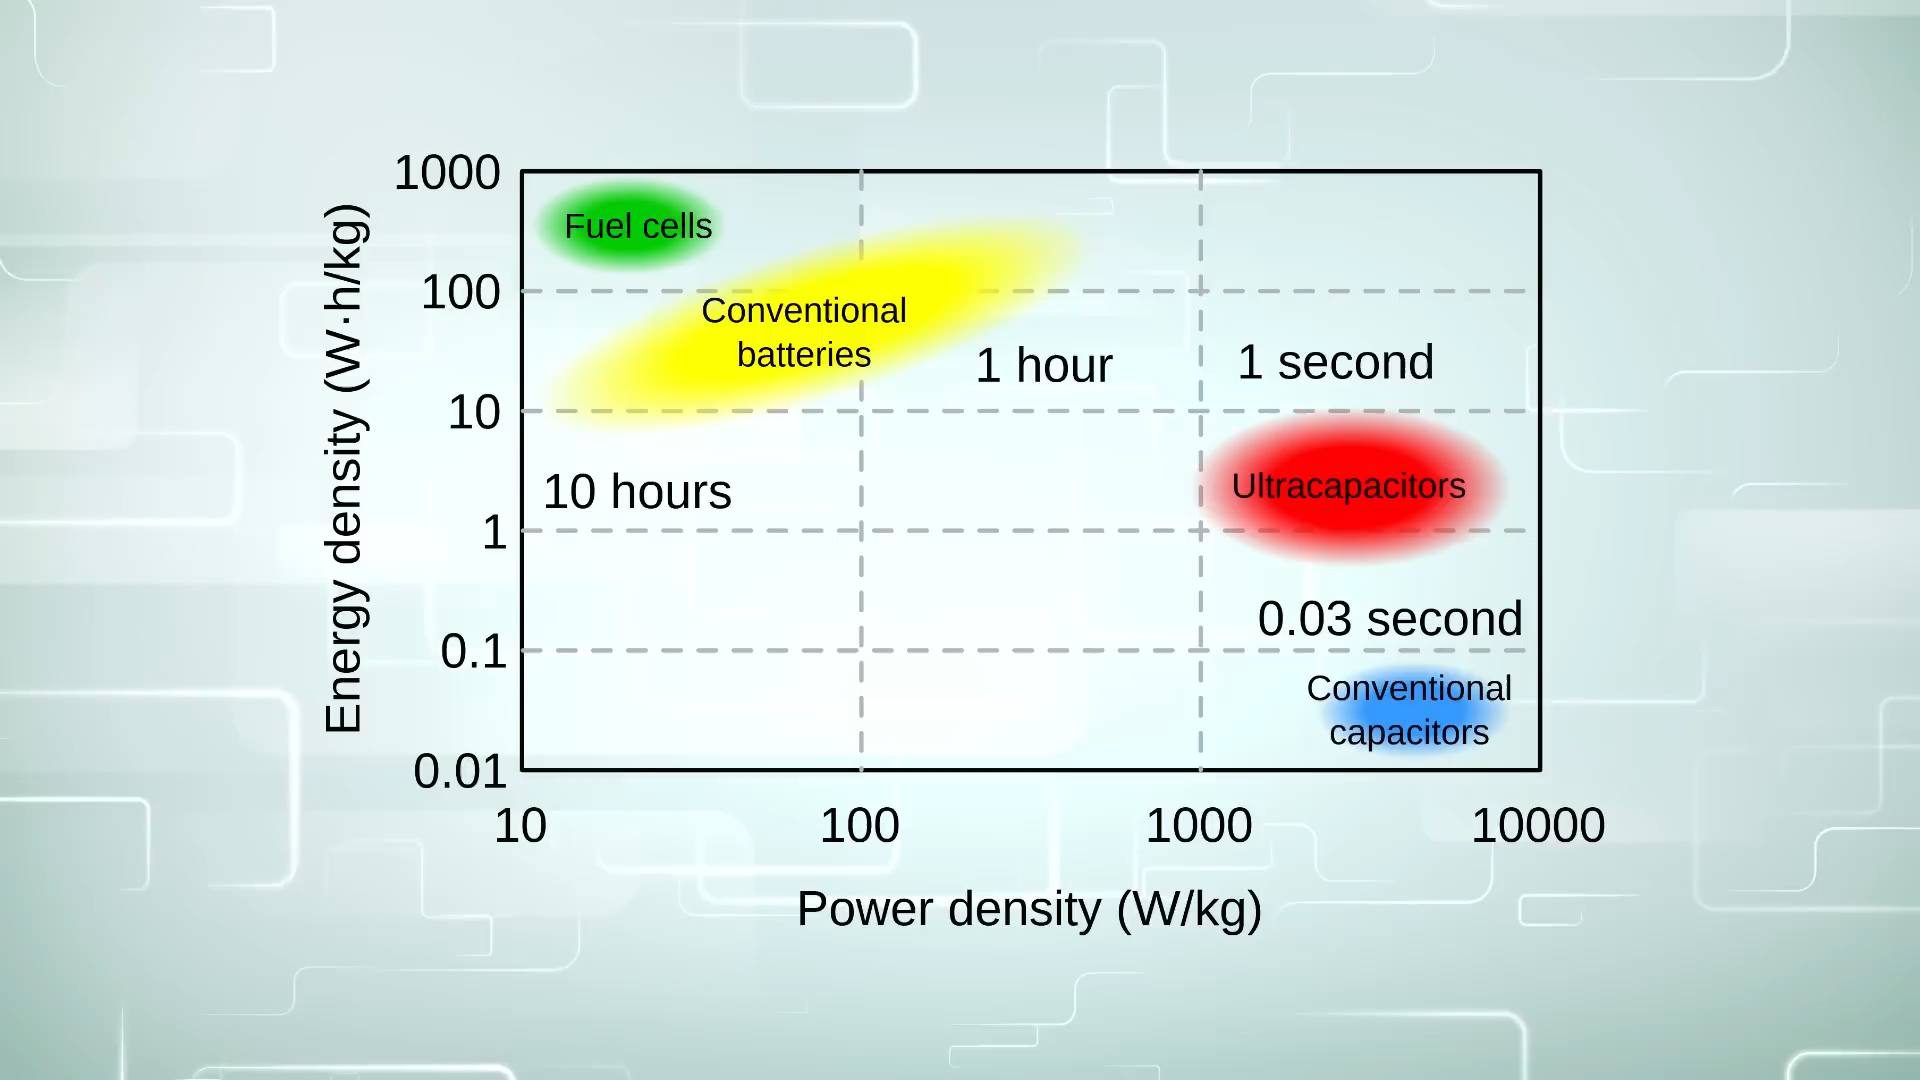 1000
Fuel cells
100
Conventional
batteries
1 hour
1 second
10
10 hours
Ultracapacitors
1
0.03 second
0.1
Conventional
capacitors
0.01
10 100 1000 10000
Power density (W/kg)
Energy density (W·h/kg)